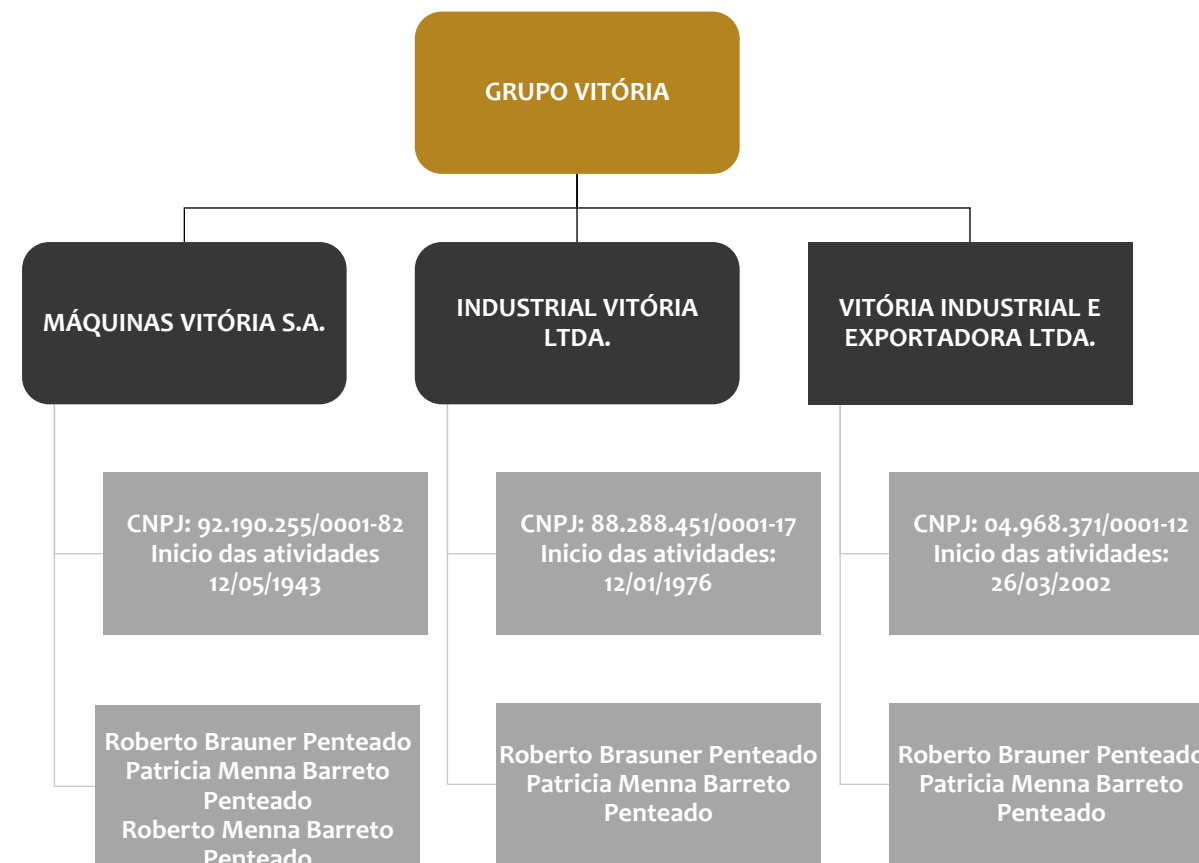 GRUPO VITÓRIA
MÁQUINAS VITÓRIA S.A.
INDUSTRIAL VITÓRIA
LTDA.
VITÓRIA INDUSTRIAL E
EXPORTADORA LTDA.
CNPJ: 92.190.255/0001-82
Inicio das atividades
12/05/1943
CNPJ: 88.288.451/0001-17
Inicio das atividades:
12/01/1976
CNPJ: 04.968.371/0001-12
Inicio das atividades:
26/03/2002
Roberto Brauner Penteado
Patricia Menna Barreto
Penteado
Roberto Menna Barreto
Penteado
Roberto Brasuner Penteado
Patricia Menna Barreto
Penteado
Roberto Brauner Penteado
Patricia Menna Barreto
Penteado